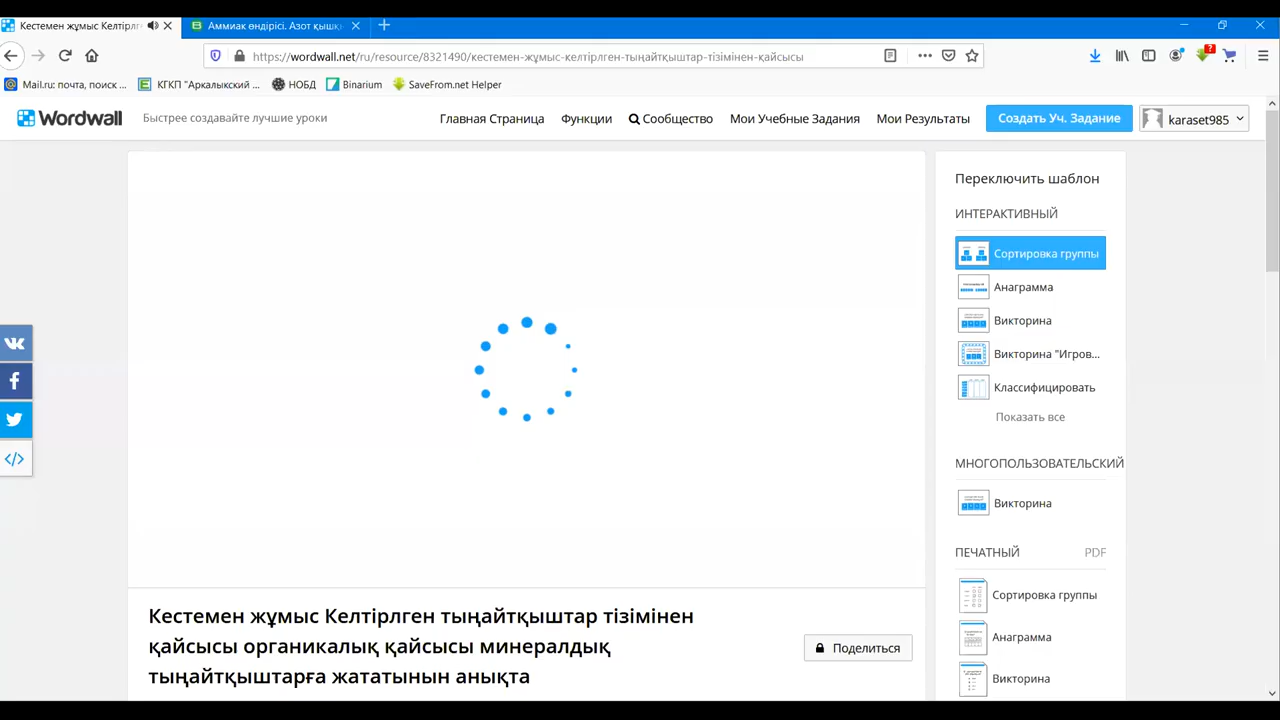 Кестемен жұмыс Келтірлг
Аммиак өндірісі. Азот қышқ
https://wordwall.net/ru/resource/8321490/кестемен-жұмыс-келтірлген-тыңайтқыштар-тізімінен-қайсысы
Mail.ru: почта, поиск ...
КГКП "Аркалыкский ...
НОБД
Binarium
SaveFrom.net Helper
Wordwall
Быстрее создавайте лучшие уроки
Главная Страница
Функции
Сообщество
Мои Учебные Задания
Мои Результаты
Создать Уч. Задание
karaset985
Переключить шаблон
ИНТЕРАКТИВНЫЙ
Сортировка группы
Анаграмма
Викторина
Викторина "Игров...
Классифицировать
Показать все
МНОГОПОЛЬЗОВАТЕЛЬСКИЙ
Викторина
ПЕЧАТНЫЙ PDF
Сортировка группы
Анаграмма
Викторина
Кестемен жұмыс Келтірлген тыңайтқыштар тізімінен
қайсысы органикалық қайсысы минералдық
тыңайтқыштарға жататынын анықта
Поделиться